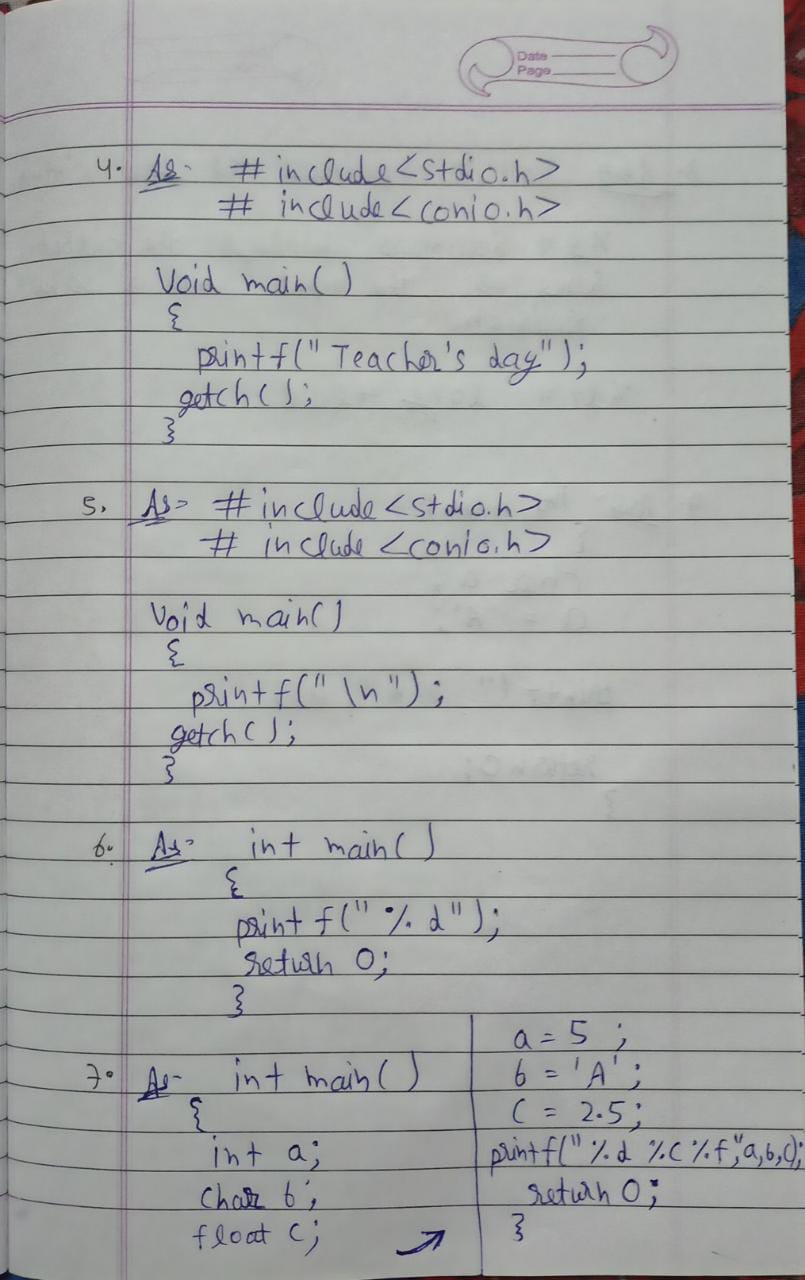 Date
Page
4. As- # include<stdio.h>
# include<conio.h>
Void main()
{
printf("Teacher's day");
getch();
}
5. As- # include<stdio.h>
# include<conio.h>
Void main()
{
printf("\n");
getch();
}
6. As- int main()
{
printf("%d");
return 0;
}
7. As- int main()
{
int a;
Char b;
float c;
a = 5;
b = 'A';
C = 2.5;
printf("%d %c %f",a,b,c);
return 0;
}